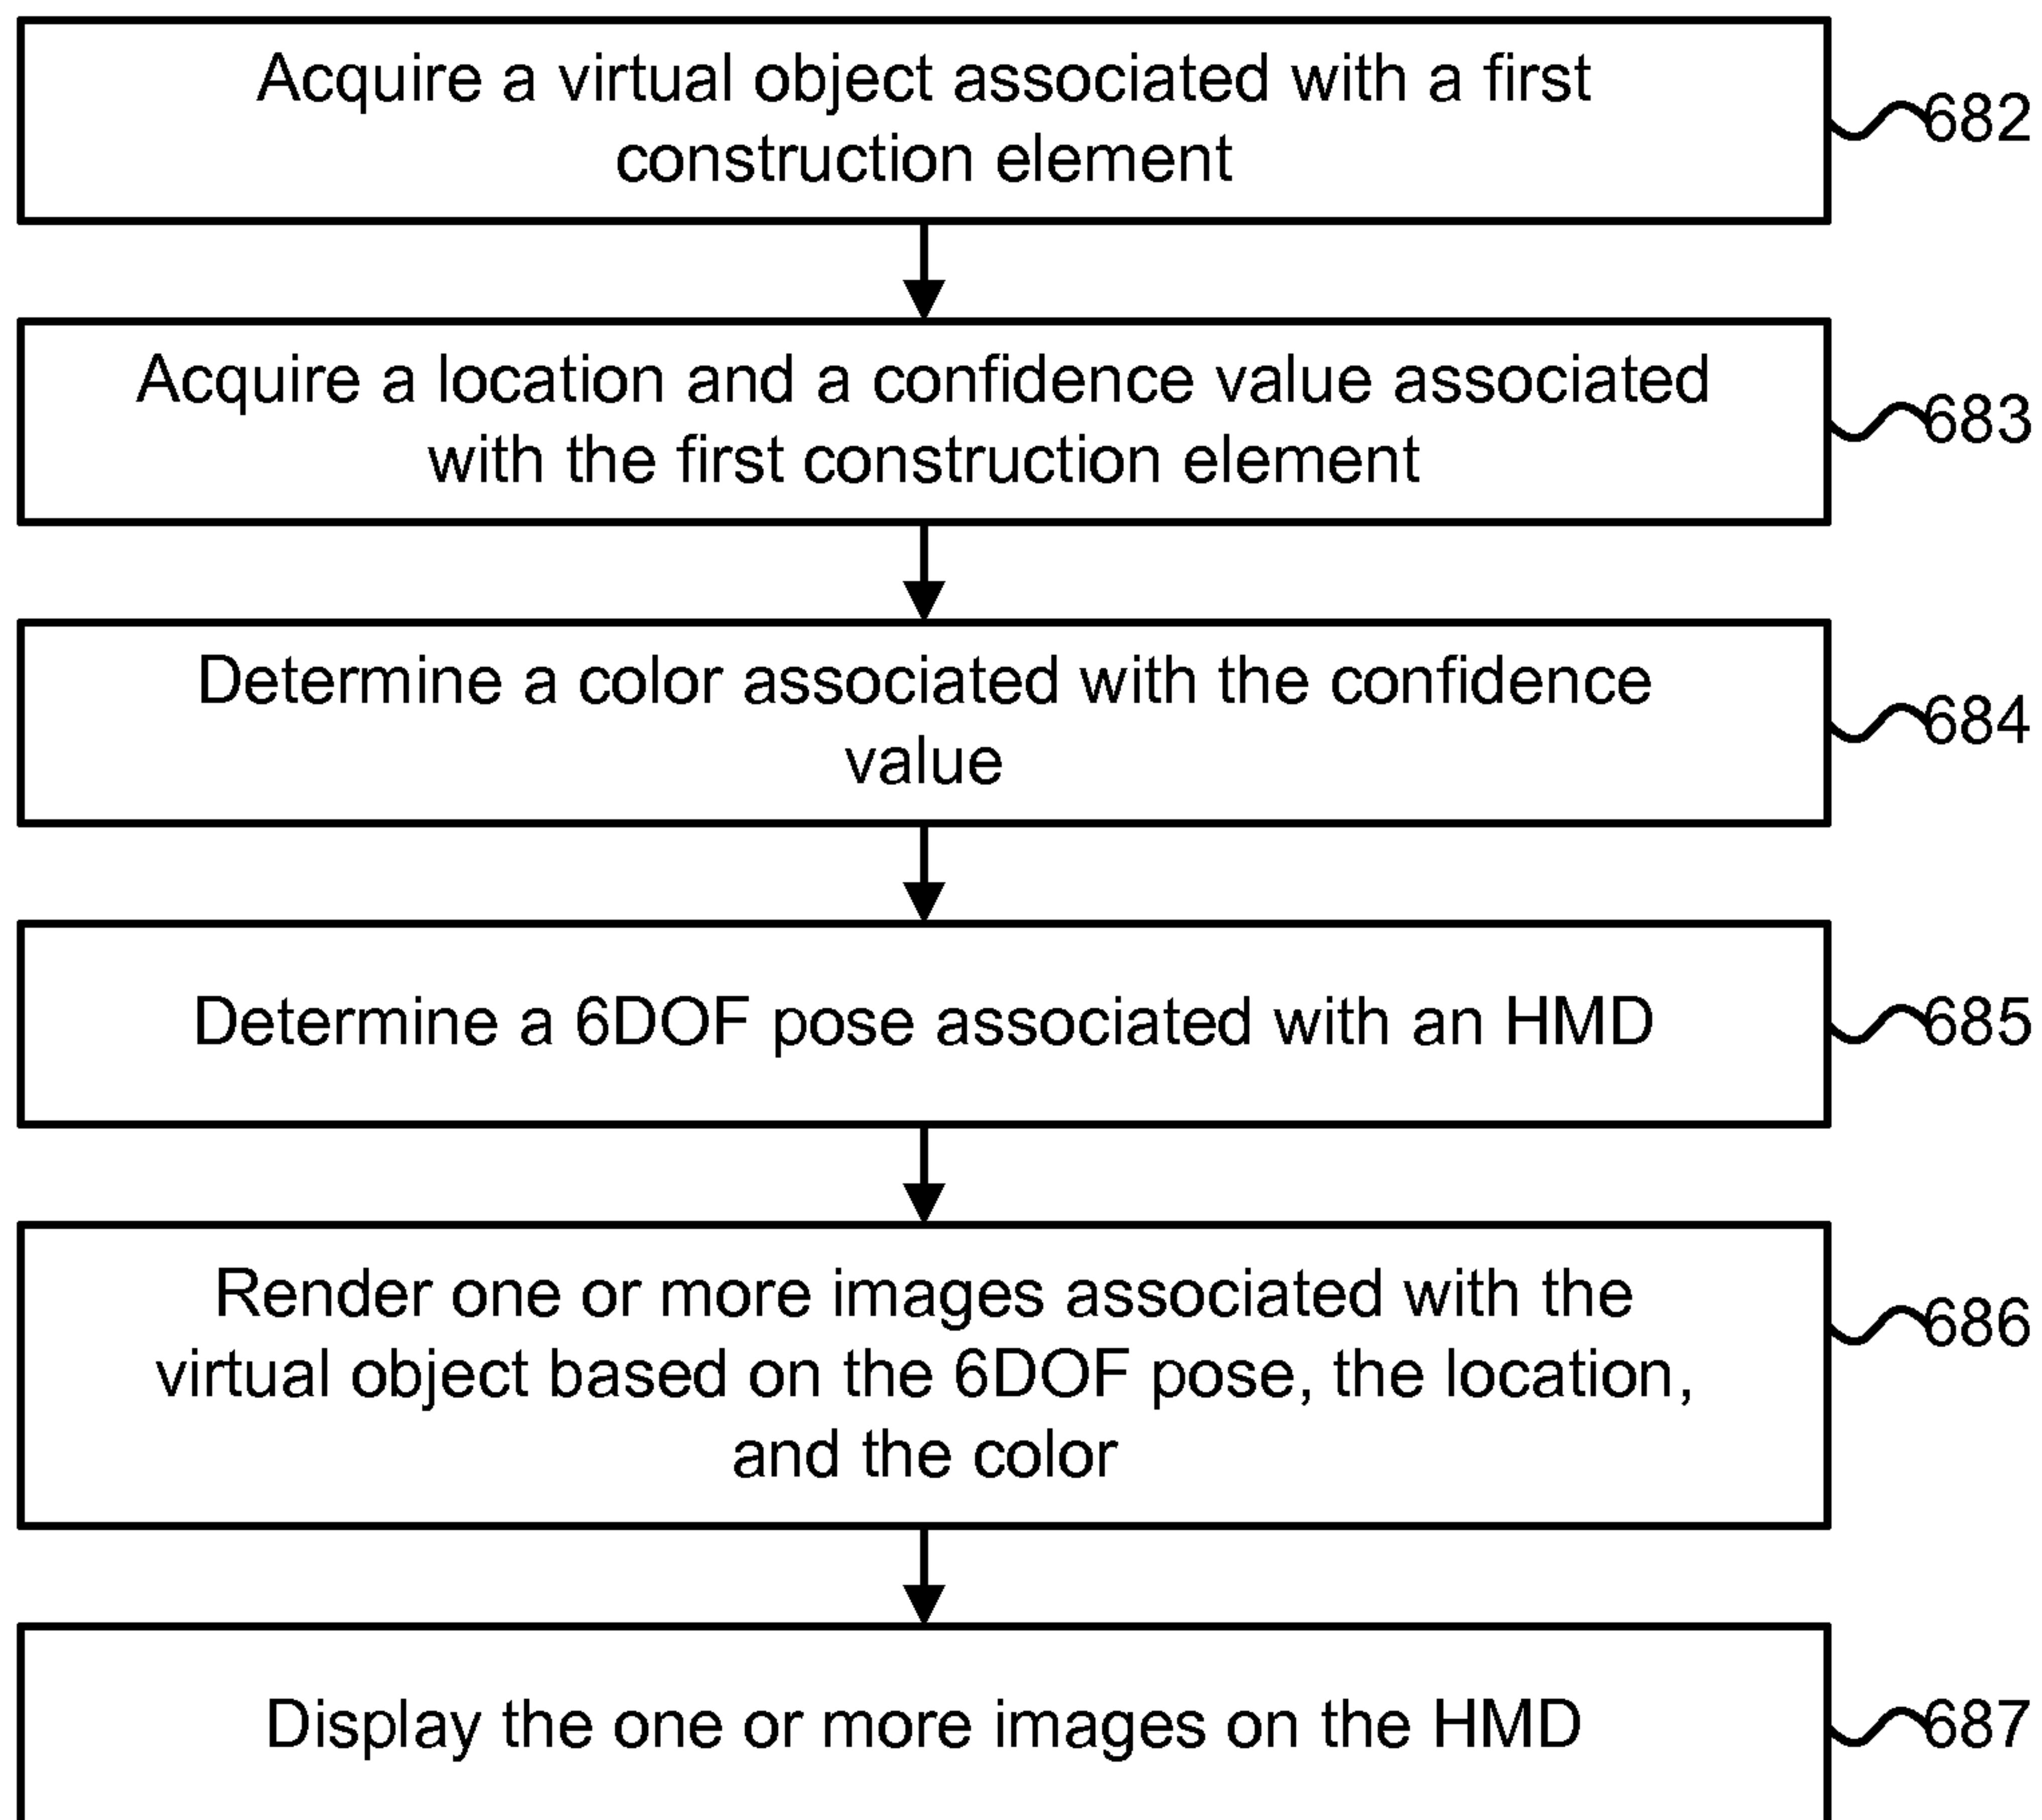 Acquire a virtual object associated with a first
construction element
682
Acquire a location and a confidence value associated
with the first construction element
683
Determine a color associated with the confidence
value
684
Determine a 6DOF pose associated with an HMD
685
Render one or more images associated with the
virtual object based on the 6DOF pose, the location,
and the color
686
Display the one or more images on the HMD
687